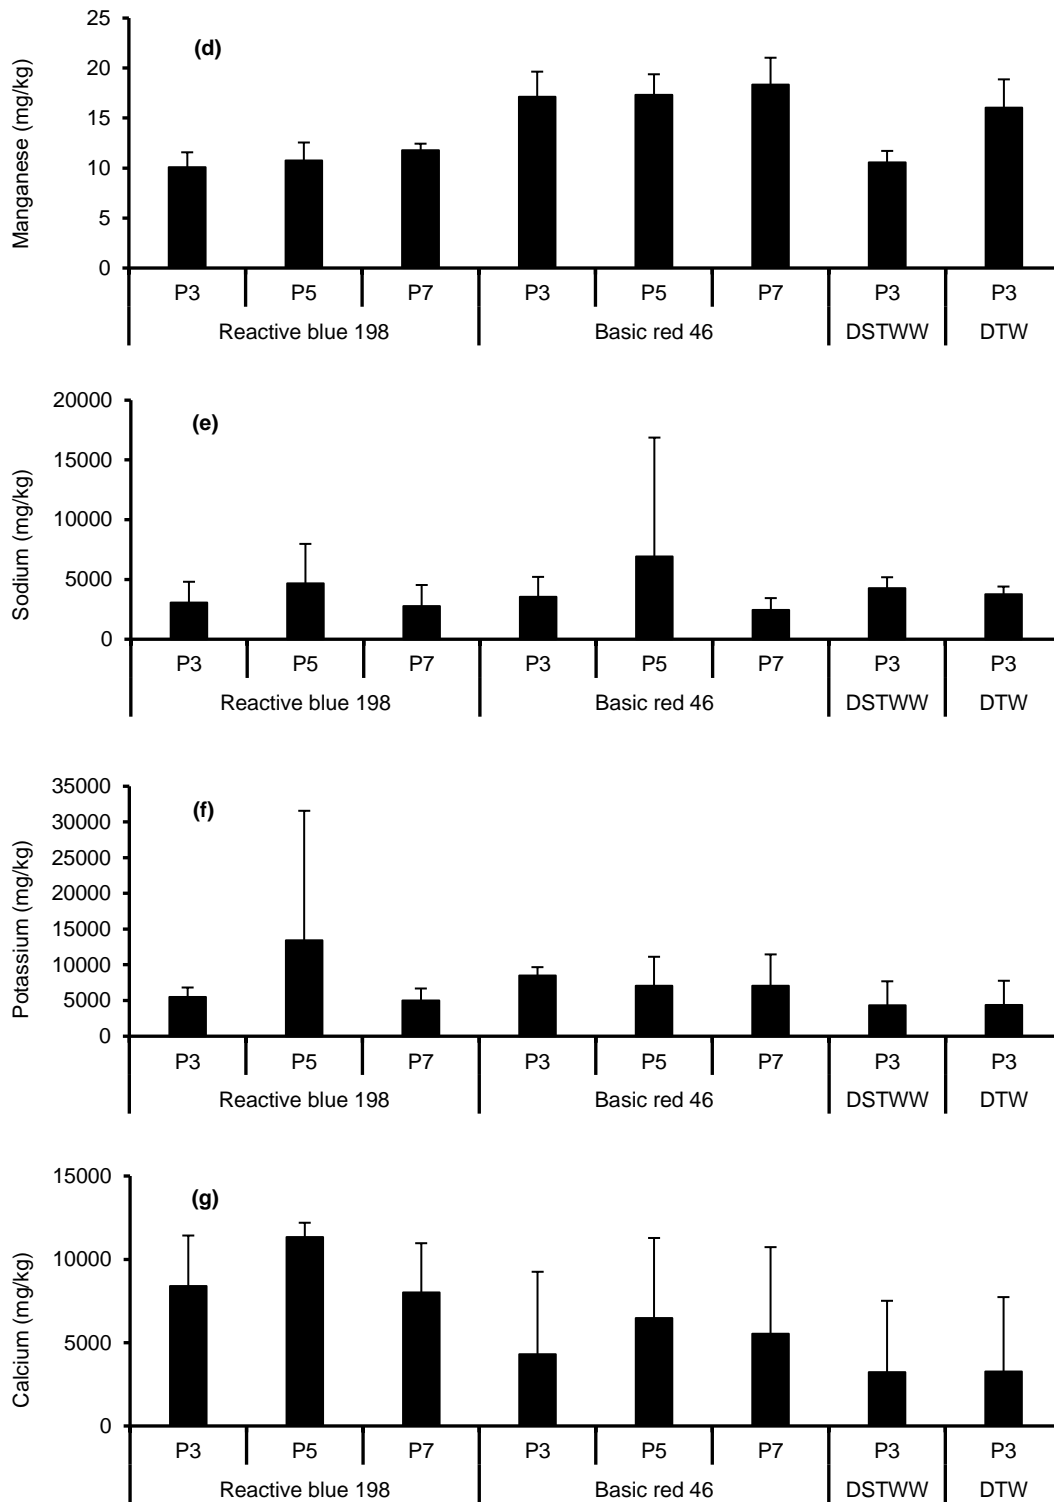 25
(d)
20
15
10
5
0
Manganese (mg/kg)
P3 P5 P7 P3 P5 P7 P3 P3
Reactive blue 198 Basic red 46 DSTWW DTW
20000
(e)
15000
10000
5000
0
Sodium (mg/kg)
P3 P5 P7 P3 P5 P7 P3 P3
Reactive blue 198 Basic red 46 DSTWW DTW
35000
(f)
30000
25000
20000
15000
10000
5000
0
Potassium (mg/kg)
P3 P5 P7 P3 P5 P7 P3 P3
Reactive blue 198 Basic red 46 DSTWW DTW
15000
(g)
10000
5000
0
Calcium (mg/kg)
P3 P5 P7 P3 P5 P7 P3 P3
Reactive blue 198 Basic red 46 DSTWW DTW